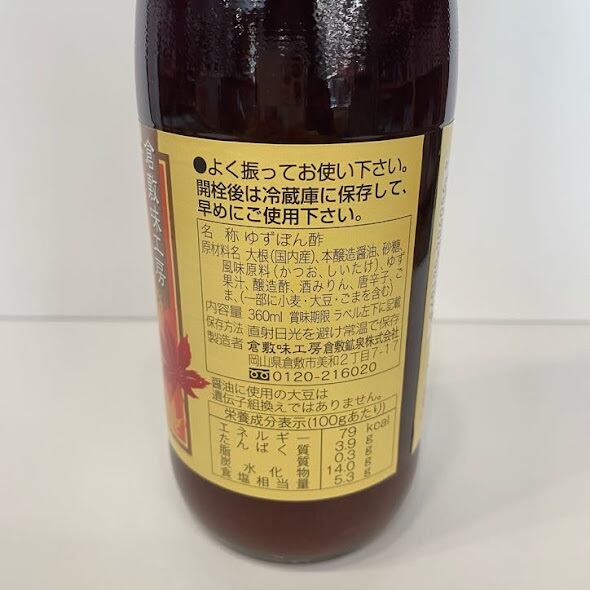 倉敷味工房
●よく振ってお使い下さい。
開栓後は冷蔵庫に保存して、
早めにご使用下さい。
名 称 ゆずぽん酢
原材料名 大根(国内産)、本醸造醤油、砂糖、
風味原料(かつお、しいたけ)、ゆず
果汁、醸造酢、酒みりん、唐辛子、ご
ま、(一部に小麦・大豆・ごまを含む)
内容量 360ml 賞味期限 ラベル左下に記載
保存方法 直射日光を避け常温で保存
製造者 倉敷味工房倉敷鉱泉株式会社
岡山県倉敷市美和2丁目7-17
0120-216020
醤油に使用の大豆は
遺伝子組換えではありません。
栄養成分表示(100gあたり)
エネルギー 79 kcal
たんぱく質 3.9 g
脂質 0.3 g
炭水化物 14.0 g
食塩相当量 5.3 g